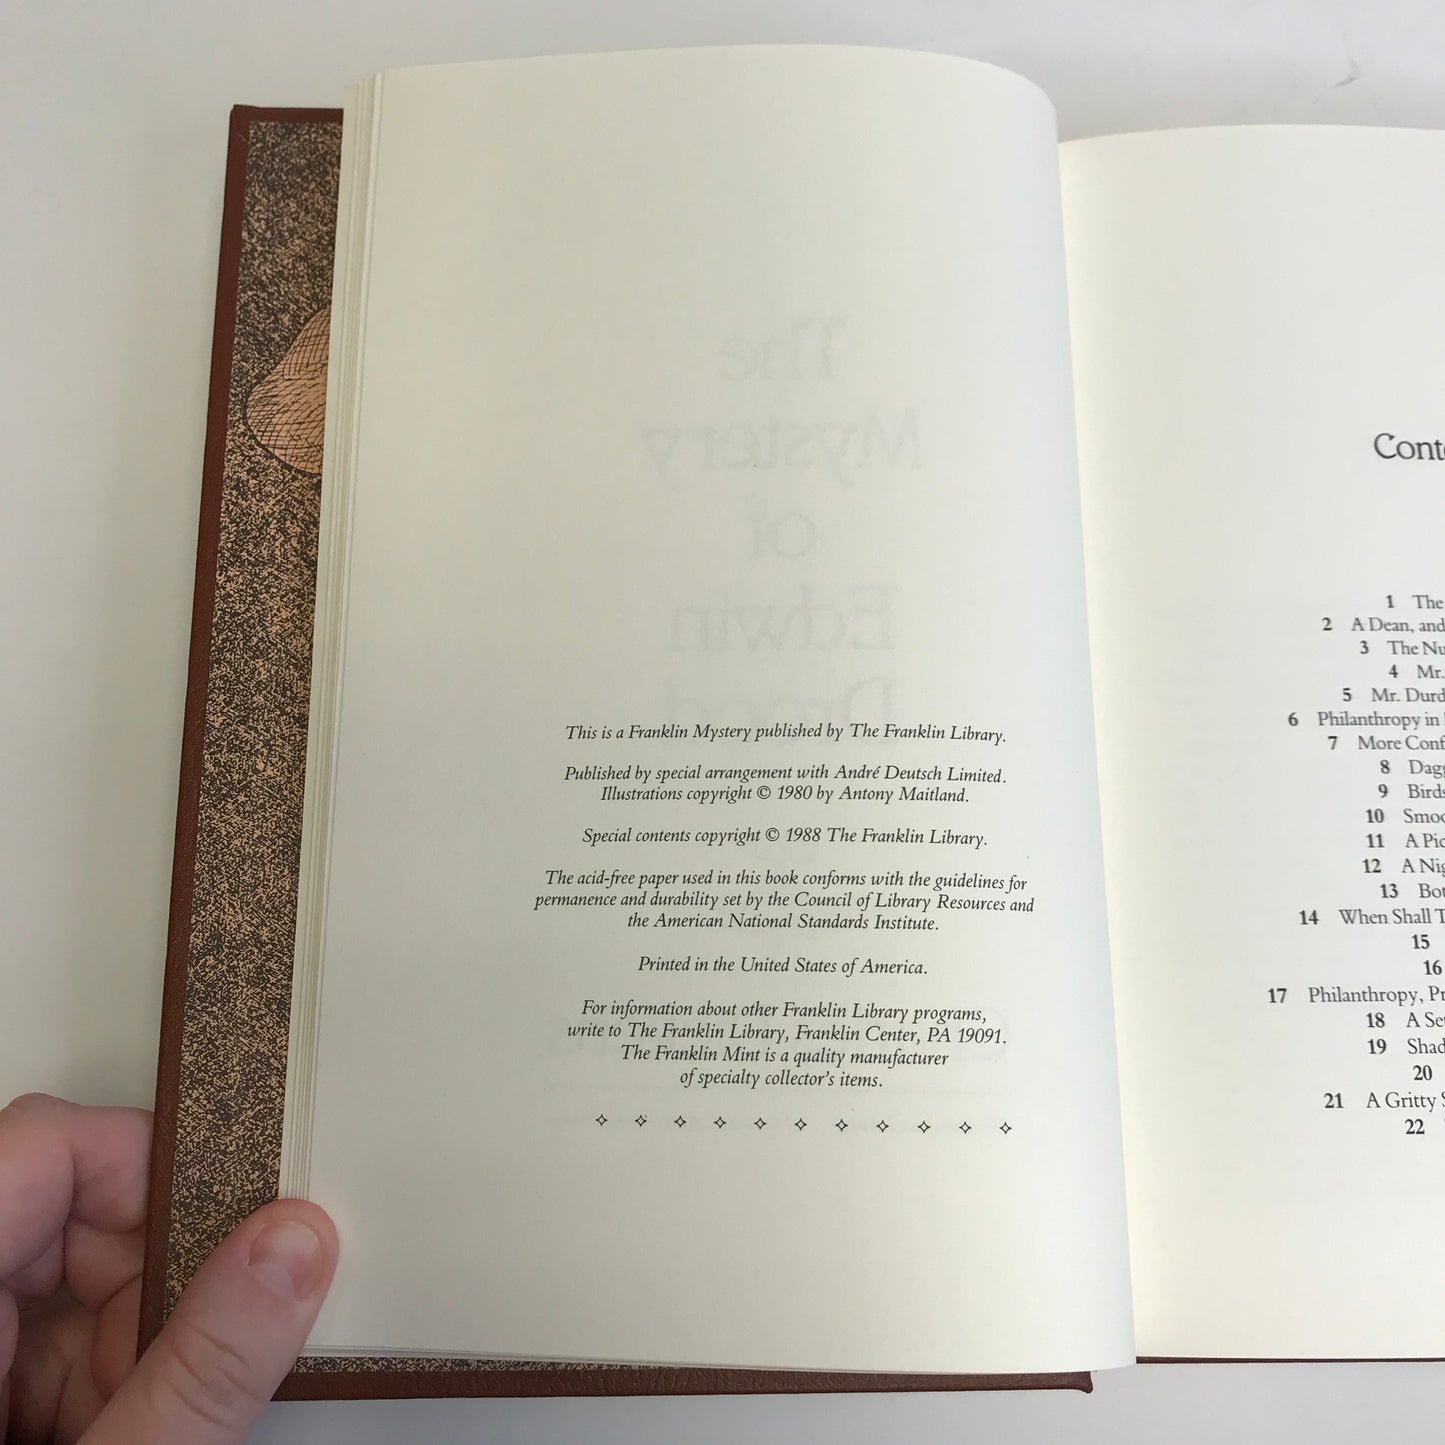 The
Mystery
of
Edwin
This is a Franklin Mystery published by The Franklin Library.
Published by special arrangement with André Deutsch Limited.
Illustrations copyright © 1980 by Antony Maitland.
Special contents copyright © 1988 The Franklin Library.
The acid-free paper used in this book conforms with the guidelines for
permanence and durability set by the Council of Library Resources and
the American National Standards Institute.
Printed in the United States of America.
For information about other Franklin Library programs,
write to The Franklin Library, Franklin Center, PA 19091.
The Franklin Mint is a quality manufacturer
of specialty collector's items.
Conte
1 The
2 A Dean, and
3 The Nu
4 Mr.
5 Mr. Durd
6 Philanthropy in
7 More Conf
8 Dagg
9 Birds
10 Smoo
11 A Pic
12 A Nig
13 Bot
14 When Shall T
15
16
17 Philanthropy, Pr
18 A Set
19 Shad
20
21 A Gritty S
22